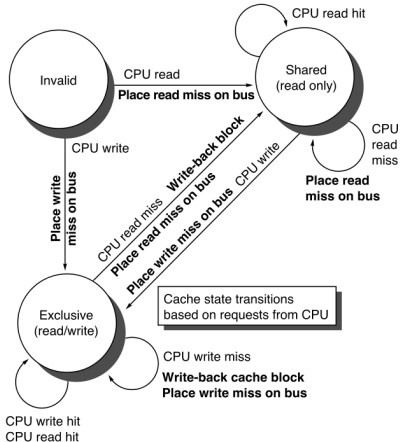 CPU read hit
Invalid
CPU read
Place read miss on bus
Shared
(read only)
CPU write
Place write
miss on bus
CPU
read
miss
Place read
miss on bus
CPU read miss
Write-back block
Place read miss on bus
Place write miss on bus
CPU write
Cache state transitions
based on requests from CPU
Exclusive
(read/write)
CPU write miss
Write-back cache block
Place write miss on bus
CPU write hit
CPU read hit